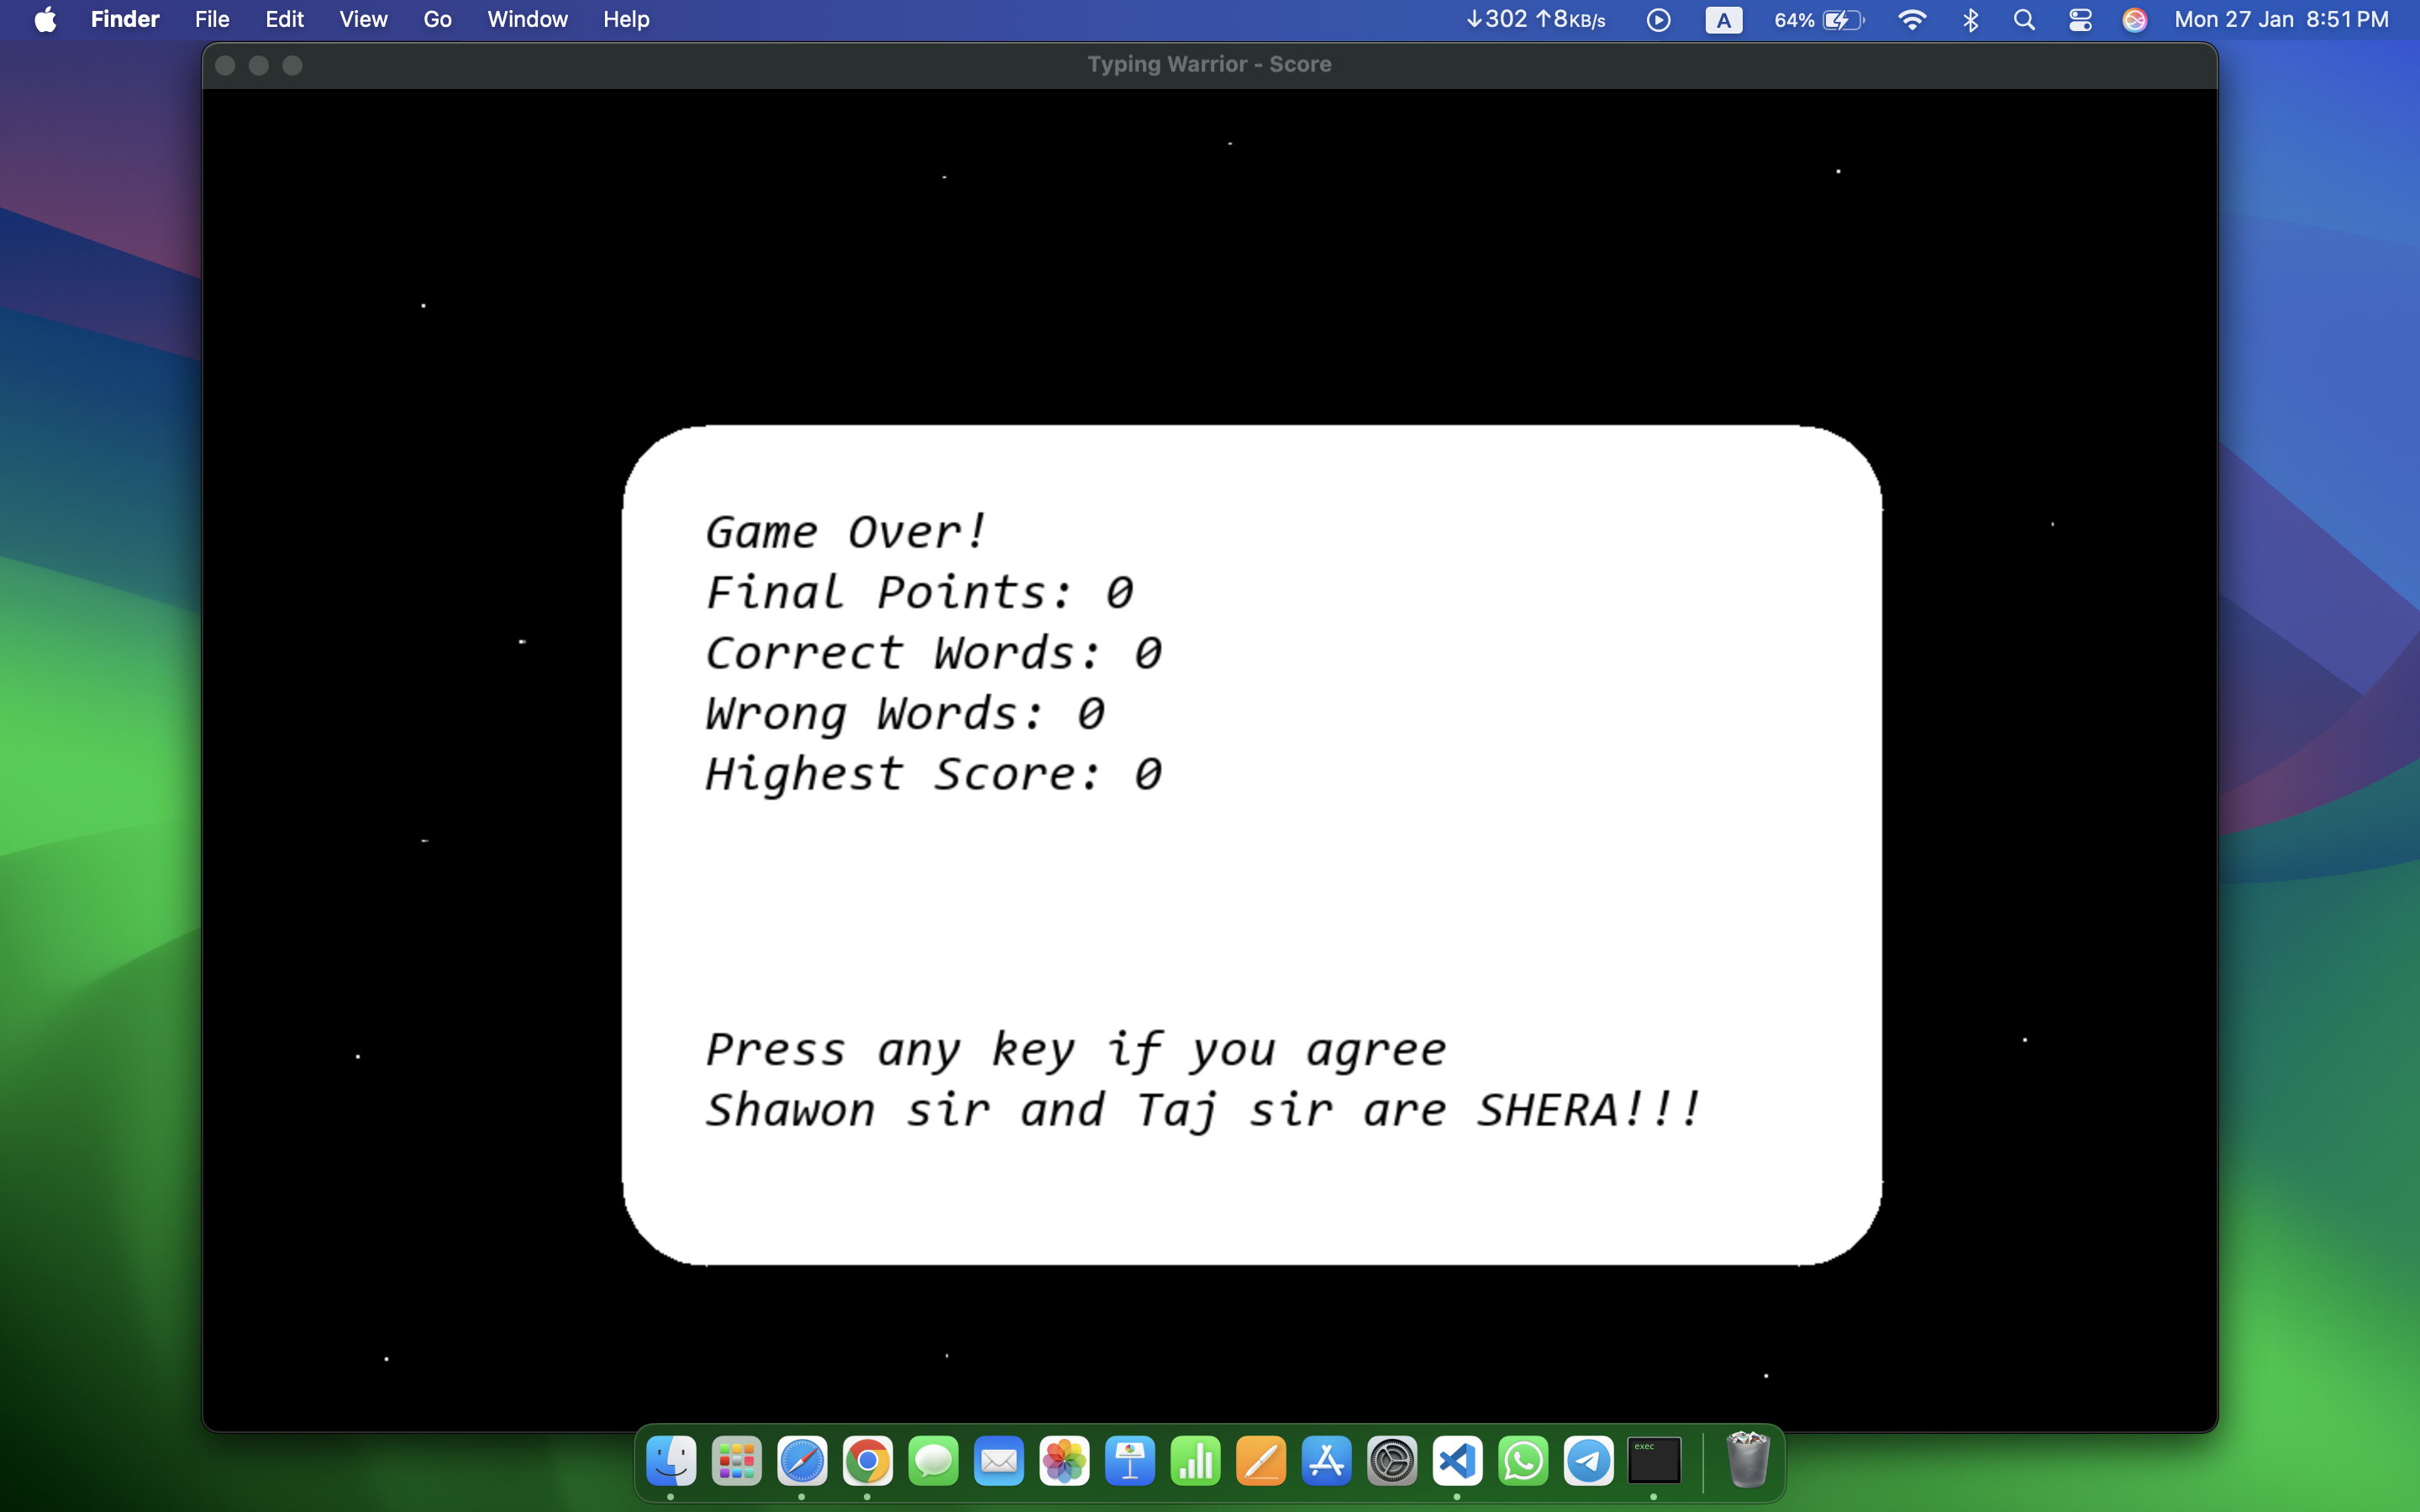 Finder File Edit View Go Window Help ↓302 ↑8KB/s A 64% Mon 27 Jan 8:51 PM
Typing Warrior - Score
Game Over!
Final Points: 0
Correct Words: 0
Wrong Words: 0
Highest Score: 0
Press any key if you agree
Shawon sir and Taj sir are SHERA!!!
exec